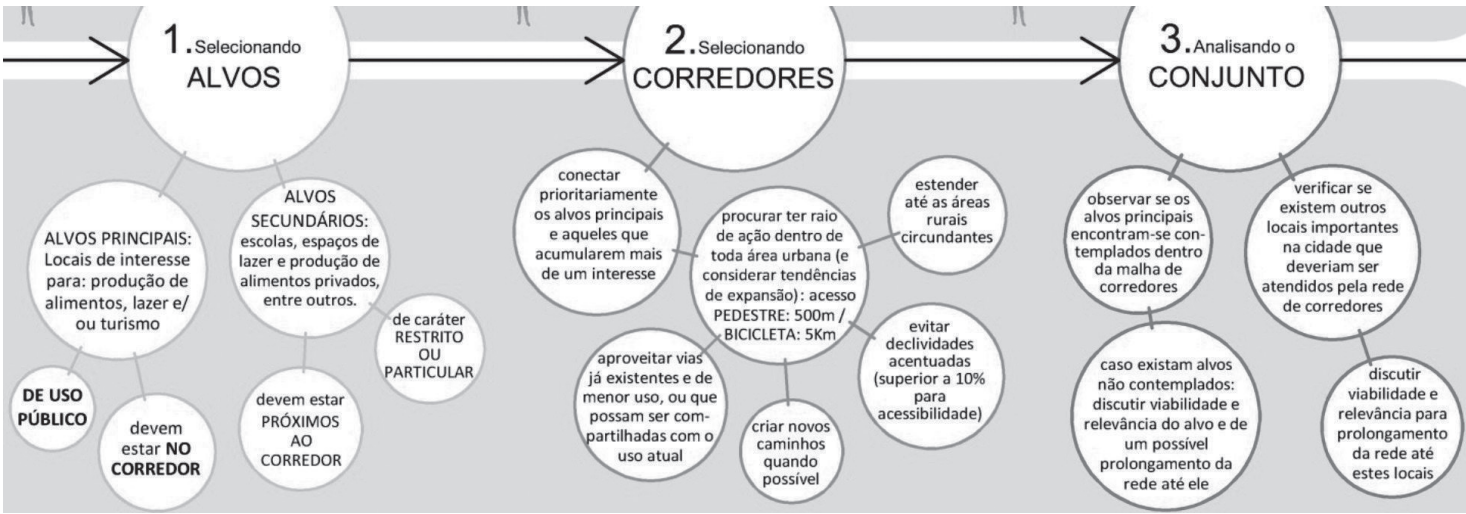 1.Selecionando
ALVOS
ALVOS PRINCIPAIS:
Locais de interesse
para: produção de
alimentos, lazer e/
ou turismo
DE USO
PÚBLICO
devem
estar NO
CORREDOR
ALVOS
SECUNDÁRIOS:
escolas, espaços de
lazer e produção de
alimentos privados,
entre outros.
devem estar
PRÓXIMOS
AO
CORREDOR
de caráter
RESTRITO
OU
PARTICULAR
2.Selecionando
CORREDORES
conectar
prioritariamente
os alvos principais
e aqueles que
acumularem mais
de um interesse
procurar ter raio
de ação dentro de
toda área urbana (e
considerar tendências
de expansão): acesso
PEDESTRE: 500m /
BICICLETA: 5Km
estender
até as áreas
rurais
circundantes
aproveitar vias
já existentes e de
menor uso, ou que
possam ser com-
partilhadas com o
uso atual
criar novos
caminhos
quando
possível
evitar
declividades
acentuadas
(superior a 10%
para
acessibilidade)
3.Analisando o
CONJUNTO
observar se os
alvos principais
encontram-se con-
templados dentro
da malha de
corredores
caso existam alvos
não contemplados:
discutir viabilidade e
relevância do alvo e de
um possível
prolongamento da
rede até ele
verificar se
existem outros
locais importantes
na cidade que
deveriam ser
atendidos pela rede
de corredores
discutir
viabilidade e
relevância para
prolongamento
da rede até
estes locais